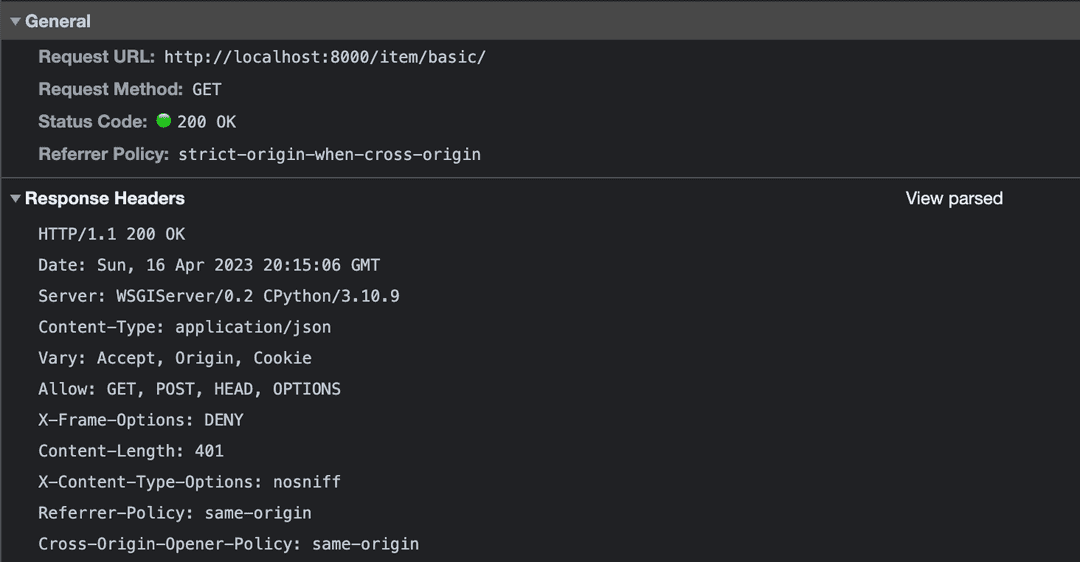 General
Request URL: http://localhost:8000/item/basic/
Request Method: GET
Status Code: 200 OK
Referrer Policy: strict-origin-when-cross-origin
Response Headers View parsed
HTTP/1.1 200 OK
Date: Sun, 16 Apr 2023 20:15:06 GMT
Server: WSGIServer/0.2 CPython/3.10.9
Content-Type: application/json
Vary: Accept, Origin, Cookie
Allow: GET, POST, HEAD, OPTIONS
X-Frame-Options: DENY
Content-Length: 401
X-Content-Type-Options: nosniff
Referrer-Policy: same-origin
Cross-Origin-Opener-Policy: same-origin